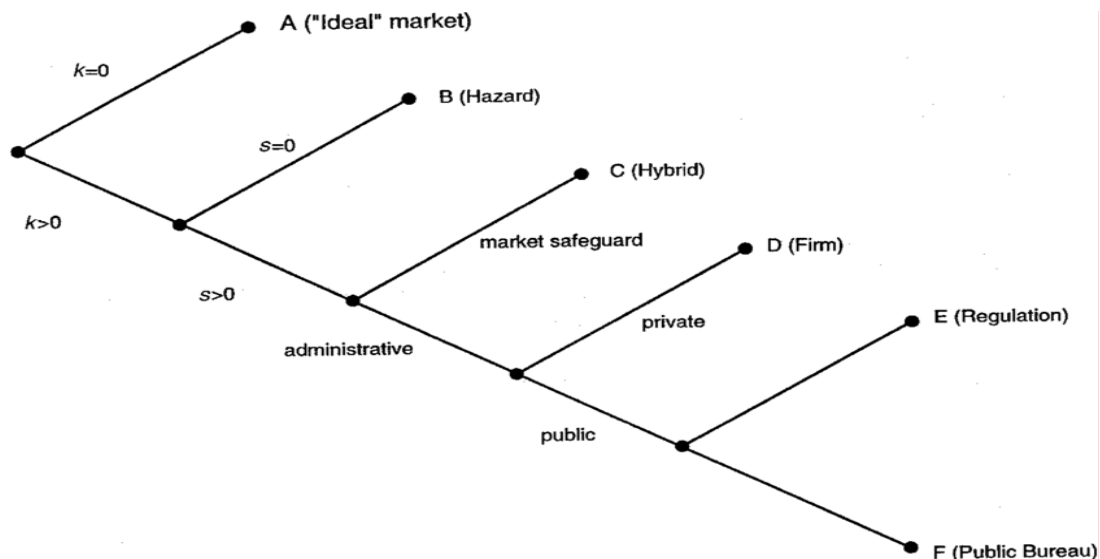 A ("Ideal" market)
k=0
B (Hazard)
s=0
C (Hybrid)
k>0
market safeguard
D (Firm)
s>0
private
E (Regulation)
administrative
public
F (Public Bureau)